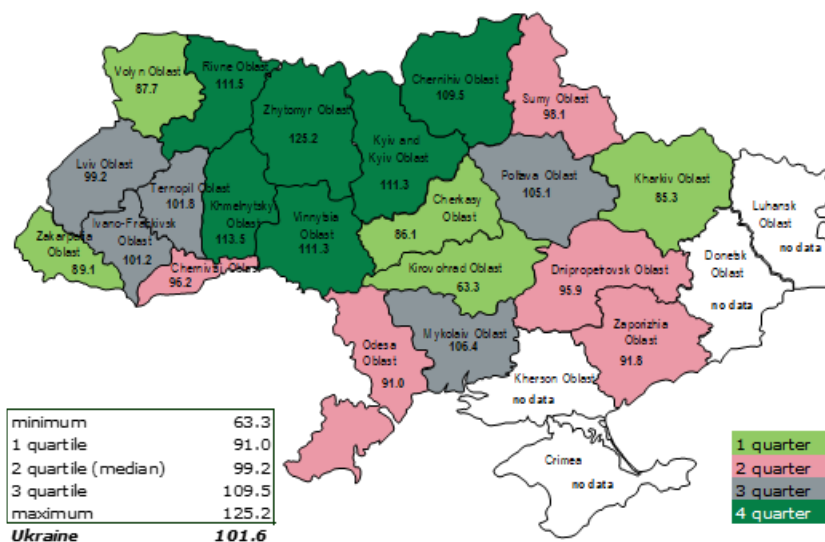 Volyn Oblast
87.7
Rivne Oblast
111.5
Zhytomyr Oblast
125.2
Kyiv and
Kyiv Oblast
111.3
Chernihiv Oblast
109.5
Sumy Oblast
98.1
Lviv Oblast
99.2
Ternopil Oblast
101.8
Khmelnytsky
Oblast
113.5
Vinnytsia
Oblast
111.3
Cherkasy
Oblast
86.1
Poltava Oblast
105.1
Kharkiv Oblast
85.3
Luhansk
Oblast
no data
Zakarpattia
Oblast
89.1
Ivano-Frankivsk
Oblast
101.2
Chernivtsi Oblast
96.2
Kirovohrad Oblast
63.3
Dnipropetrovsk Oblast
95.9
Donetsk
Oblast
no data
Odesa
Oblast
91.0
Mykolaiv Oblast
106.4
Zaporizhia
Oblast
91.8
Kherson Oblast
no data
Crimea
no data
minimum 63.3
1 quartile 91.0
2 quartile (median) 99.2
3 quartile 109.5
maximum 125.2
Ukraine 101.6
1 quarter
2 quarter
3 quarter
4 quarter